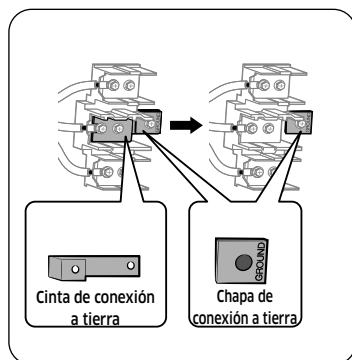 Cinta de conexión
a tierra
GROUND
Chapa de
conexión a tierra